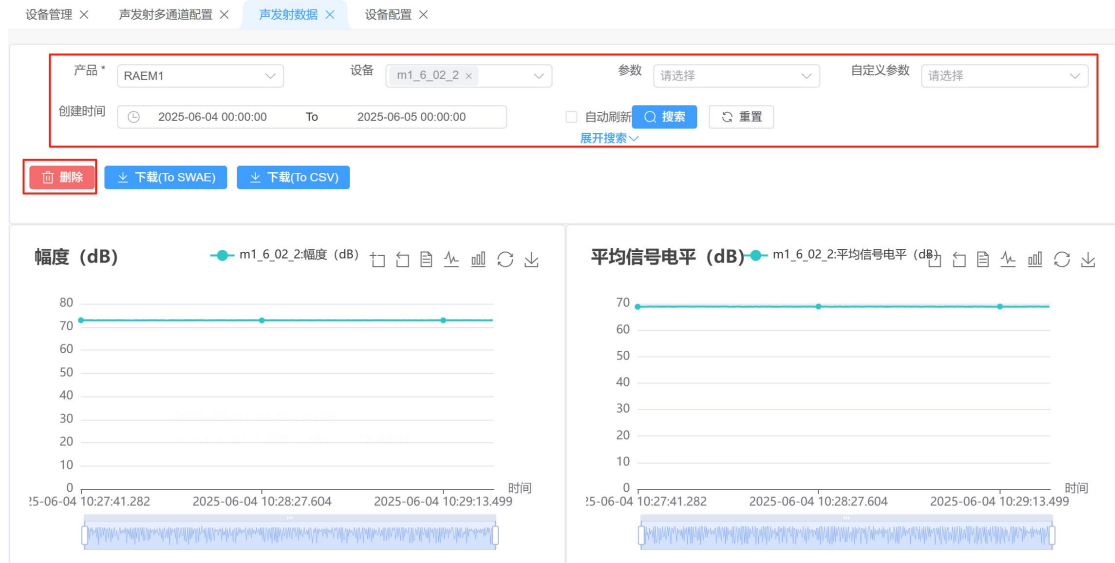 设备管理 × 声发射多通道配置 × 声发射数据 × 设备配置 ×
产品 * RAEM1 设备 m1_6_02_2 × 参数 请选择 自定义参数 请选择
创建时间 2025-06-04 00:00:00 To 2025-06-05 00:00:00 自动刷新 搜索 重置
展开搜索
删除 下载(To SWAE) 下载(To CSV)
幅度（dB） m1_6_02_2:幅度（dB）
80
70
60
50
40
30
20
10
0
时间
25-06-04 10:27:41.282 2025-06-04 10:28:27.604 2025-06-04 10:29:13.499
平均信号电平（dB） m1_6_02_2:平均信号电平（dB）
70
60
50
40
30
20
10
0
时间
25-06-04 10:27:41.282 2025-06-04 10:28:27.604 2025-06-04 10:29:13.499